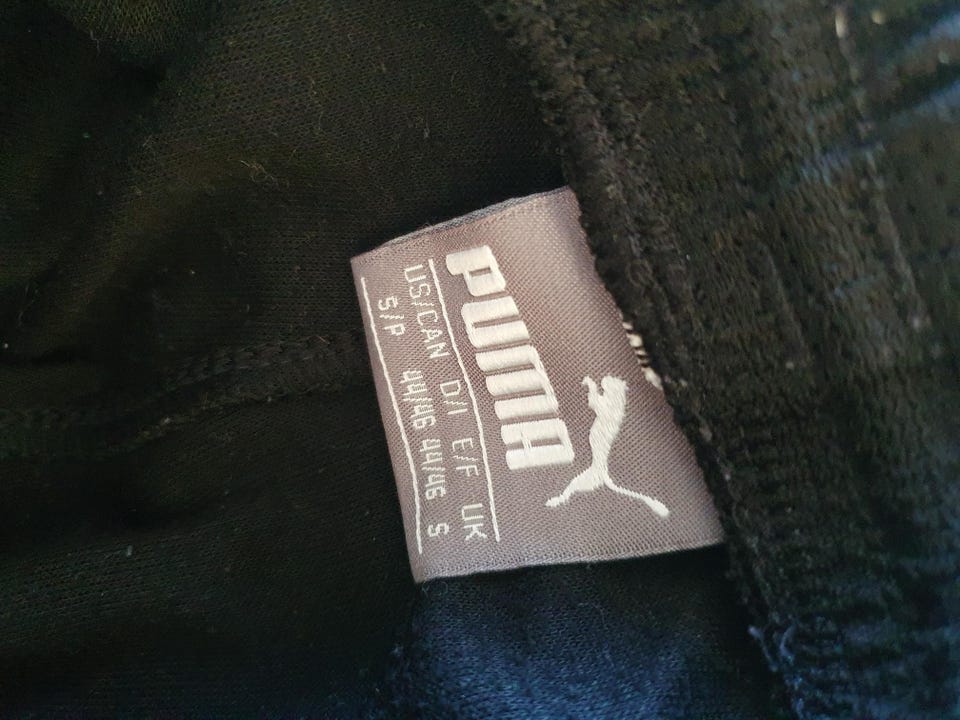 PUMA
US/CAN D/I E/F UK
S/P 44/46 44/46 S